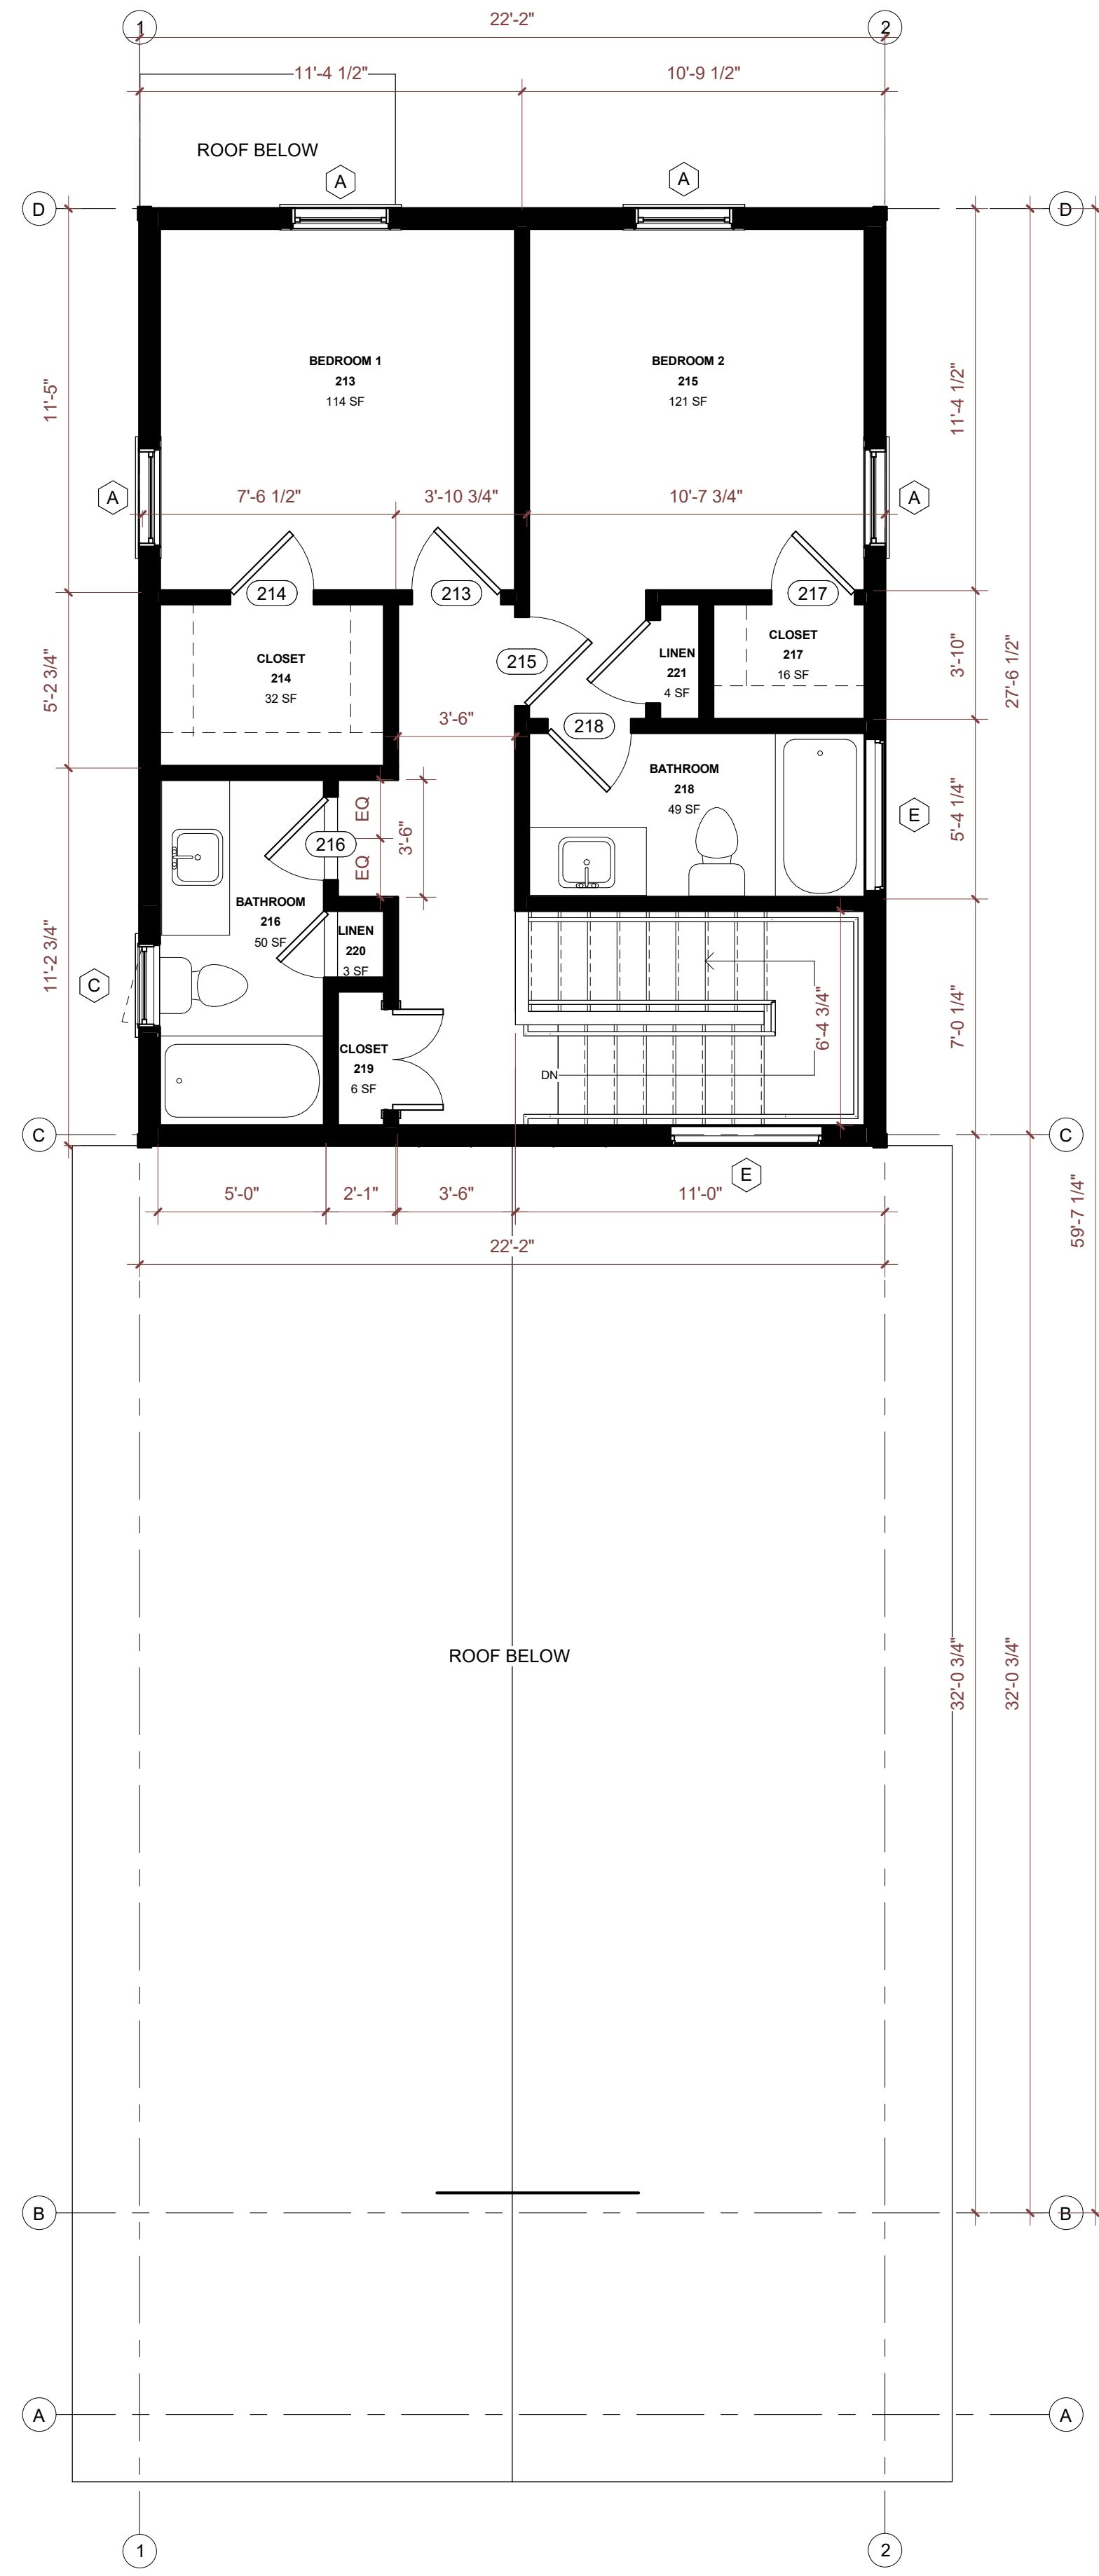 1
22'-2"
2
11'-4 1/2"
10'-9 1/2"
ROOF BELOW
A
A
D
D
BEDROOM 1
213
114 SF
BEDROOM 2
215
121 SF
11'-5"
11'-4 1/2"
A
7'-6 1/2"
3'-10 3/4"
10'-7 3/4"
A
214
213
217
CLOSET
214
32 SF
215
LINEN
221
4 SF
CLOSET
217
16 SF
5'-2 3/4"
3'-10"
27'-6 1/2"
3'-6"
218
BATHROOM
218
49 SF
EQ
EQ
3'-6"
216
E
5'-4 1/4"
BATHROOM
216
50 SF
LINEN
220
3 SF
11'-2 3/4"
C
CLOSET
219
6 SF
DN
6'-4 3/4"
7'-0 1/4"
C
C
E
5'-0"
2'-1"
3'-6"
11'-0"
22'-2"
59'-7 1/4"
ROOF BELOW
32'-0 3/4"
32'-0 3/4"
B
B
A
A
1
2